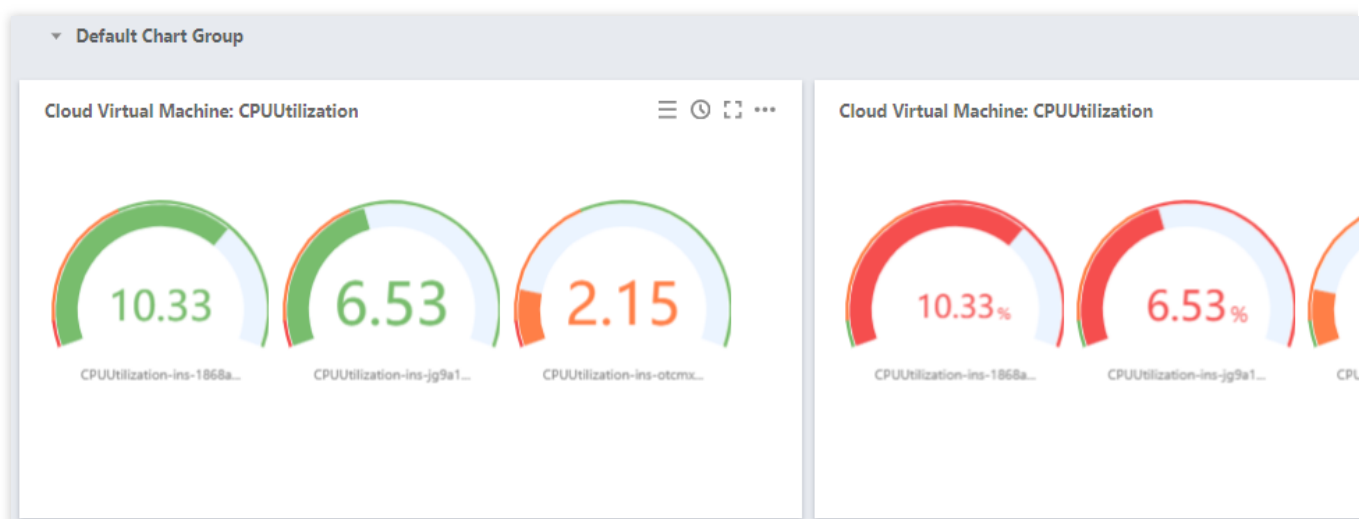 Default Chart Group
Cloud Virtual Machine: CPUUtilization
10.33
6.53
2.15
CPUUtilization-ins-1868a...
CPUUtilization-ins-jg9a1...
CPUUtilization-ins-otcmx...
Cloud Virtual Machine: CPUUtilization
10.33%
6.53%
CPUUtilization-ins-1868a...
CPUUtilization-ins-jg9a1...
CPU